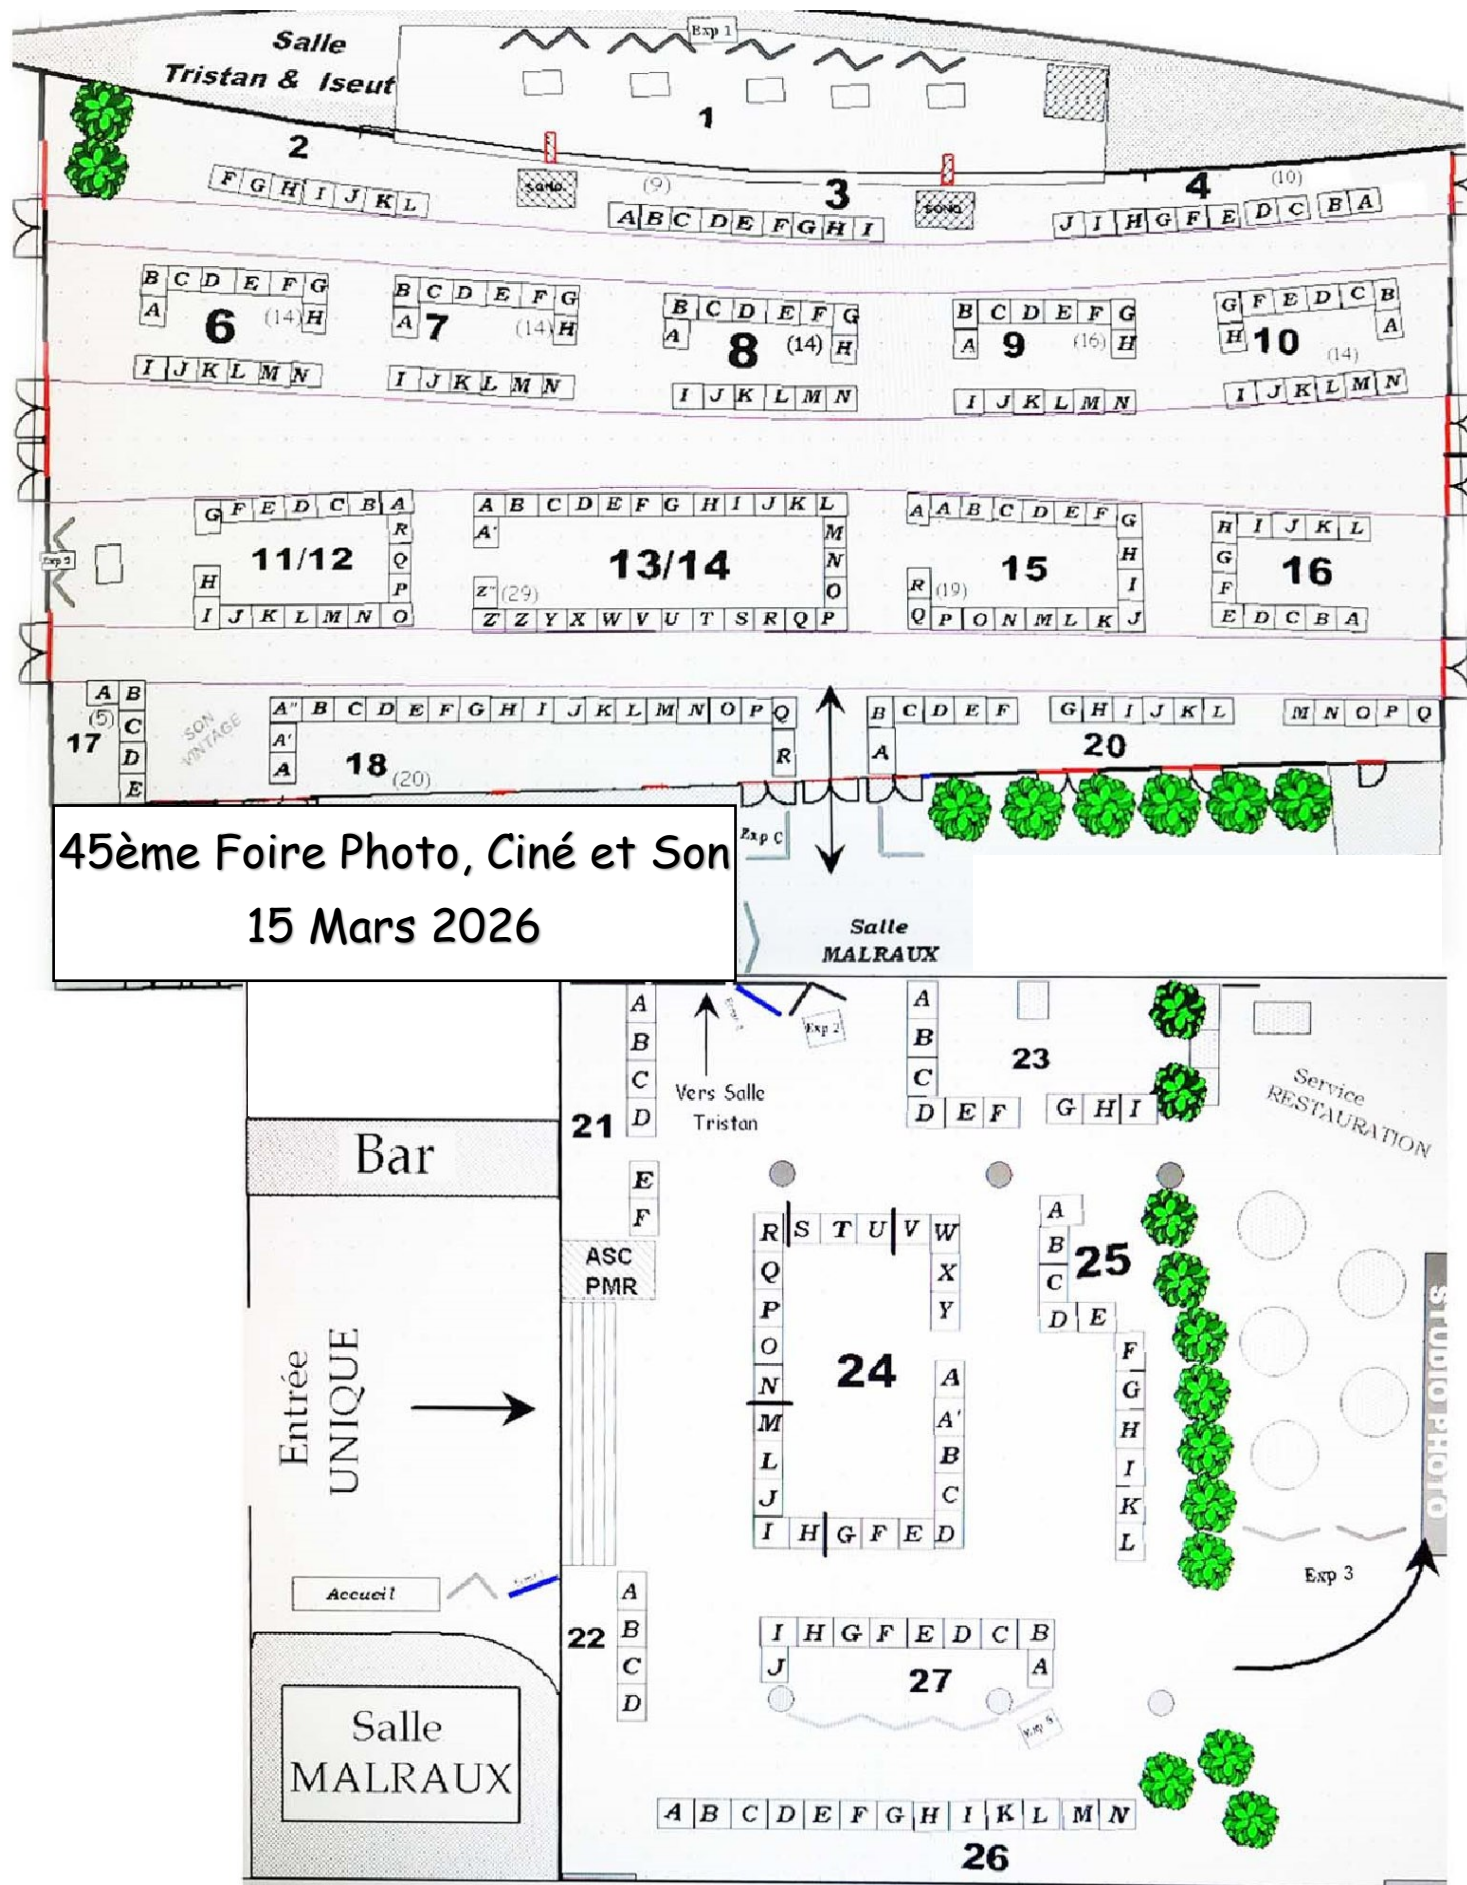 Salle
Tristan & Iseut
Exp 1
1
2
F G H I J K L
SONO
(9)
3
A B C D E F G H I
SONO
4
(10)
J I H G F E D C B A
B C D E F G
A 6 (14) H
I J K L M N
B C D E F G
A 7 (14) H
I J K L M N
B C D E F G
A 8 (14) H
I J K L M N
B C D E F G
A 9 (16) H
I J K L M N
G F E D C B
H 10 (14) A
I J K L M N
G F E D C B A
R
11/12
Q
H P
I J K L M N O
A B C D E F G H I J K L
A' M
13/14
N
Z" (29) O
Z' Z Y X W V U T S R Q P
A A B C D E F G
H
15
R (19) I
Q P O N M L K J
H I J K L
G
16
F
E D C B A
A B
(5) C
17
D
E
SON
VINTAGE
A" B C D E F G H I J K L M N O P Q
A' R
A 18 (20)
B C D E F G H I J K L M N O P Q
A 20
45ème Foire Photo, Ciné et Son
15 Mars 2026
Exp C
Salle
MALRAUX
A
B
C
D
21
E
F
Vers Salle
Tristan
Exp 2
A
B
C
D E F G H I
23
Service
RESTAURATION
Bar
ASC
PMR
Entrée
UNIQUE
R S T U V W
Q X
P Y
O
N A
24
M A'
L B
J C
I H G F E D
A
B
25
C
D E
F
G
H
I
K
L
STUDIO PHOTO
Exp 3
Accueil
22
A
B
C
D
I H G F E D C B
J 27 A
Exp 5
Salle
MALRAUX
A B C D E F G H I K L M N
26